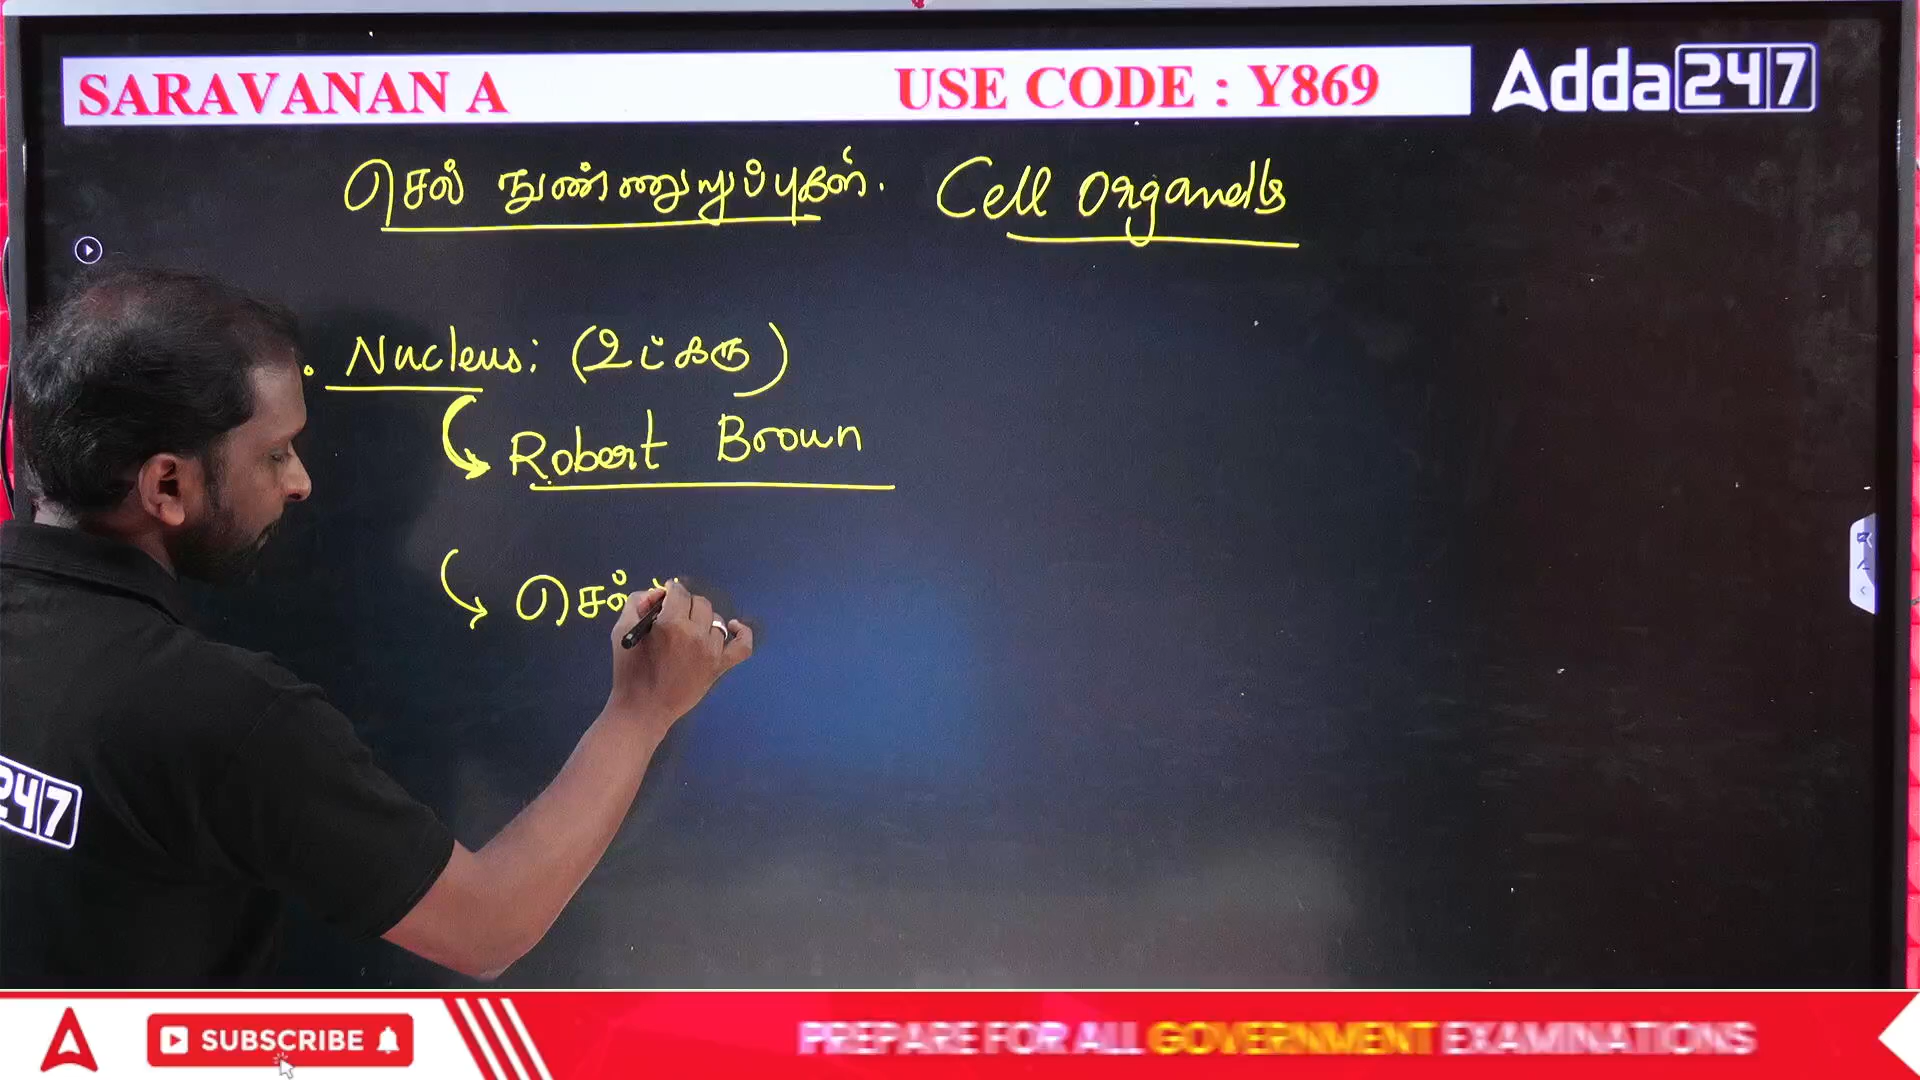 SARAVANAN A USE CODE : Y869 Adda247
செல் நுண்ணுறுப்புகள். Cell Organells
Nucleus: (உட்கரு)
Robert Brown
செல்
247
SUBSCRIBE PREPARE FOR ALL GOVERNMENT EXAMINATIONS